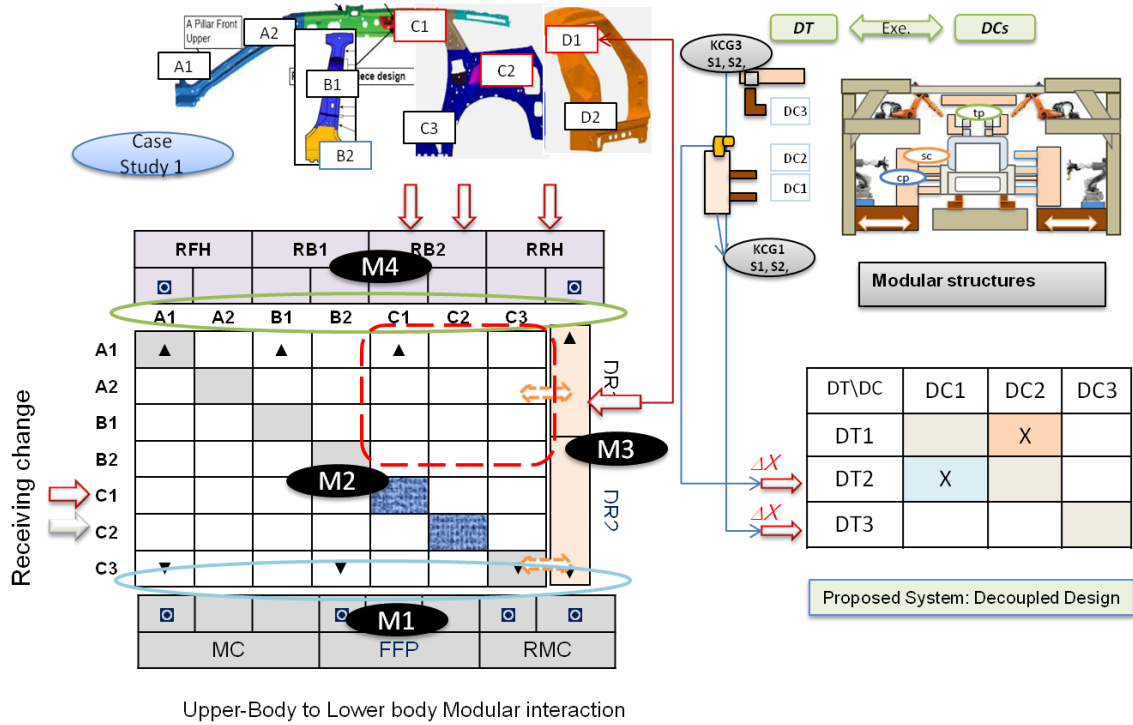 A Pillar Front
Upper
A1
A2
B1
ece design
B2
C1
C2
C3
D1
D2
Case
Study 1
KCG3
S1, S2,
DC3
DC2
DC1
KCG1
S1, S2,
DT
Exe.
DCs
tp
sc
cp
Modular structures
RFH RB1 RB2 RRH
M4
A1 A2 B1 B2 C1 C2 C3
A1 ▲ ▲ ▲ ▲
A2
B1
B2
C1
C2
C3 ▼ ▼ ▼ ▼
M2
M3
DR2
Receiving change
M1
MC FFP RMC
Upper-Body to Lower body Modular interaction
DT\DC DC1 DC2 DC3
DT1 X
DT2 X
DT3
ΔX
ΔX
Proposed System: Decoupled Design